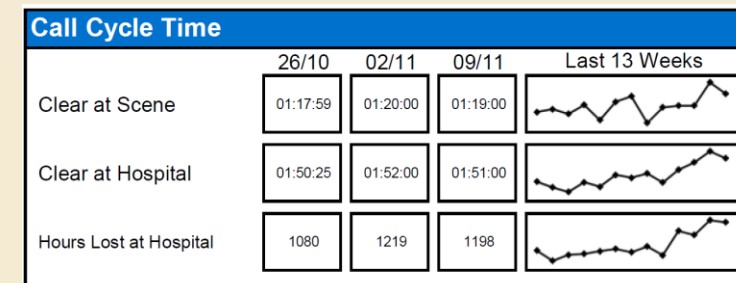 Call Cycle Time
26/10 02/11 09/11 Last 13 Weeks
Clear at Scene 01:17:59 01:20:00 01:19:00
Clear at Hospital 01:50:25 01:52:00 01:51:00
Hours Lost at Hospital 1080 1219 1198